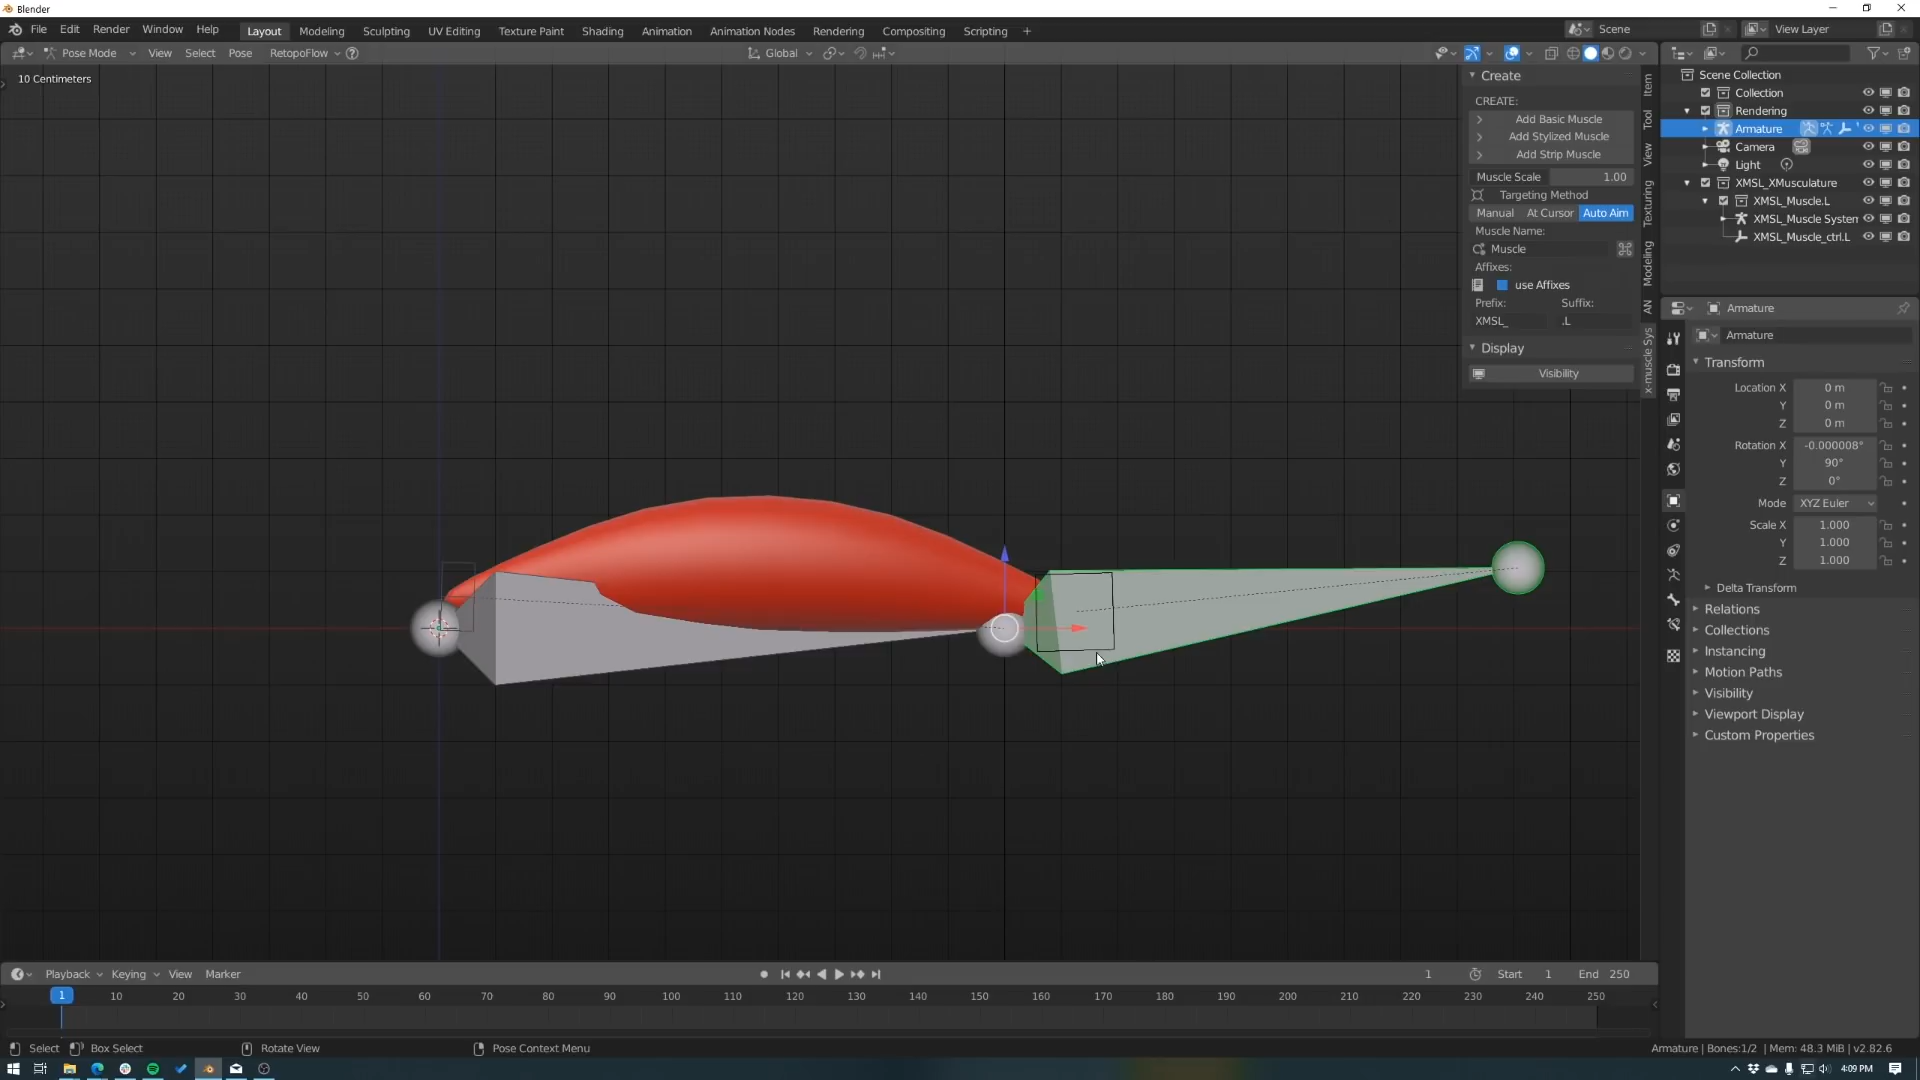 Blender
File Edit Render Window Help Layout Modeling Sculpting UV Editing Texture Paint Shading Animation Animation Nodes Rendering Compositing Scripting + Scene View Layer
Pose Mode View Select Pose RetopoFlow Global
10 Centimeters
Create
CREATE:
Add Basic Muscle
Add Stylized Muscle
Add Strip Muscle
Muscle Scale 1.00
Targeting Method
Manual At Cursor Auto Aim
Muscle Name:
Muscle
Affixes:
use Affixes
Prefix: Suffix:
XMSL_ .L
Display
Visibility
Item
Tool
View
Texturing
Modeling
AN
x-muscle Sys
Scene Collection
Collection
Rendering
Armature
Camera
Light
XMSL_XMusculature
XMSL_Muscle.L
XMSL_Muscle System
XMSL_Muscle_ctrl.L
Armature
Armature
Transform
Location X 0 m
Y 0 m
Z 0 m
Rotation X -0.000008°
Y 90°
Z 0°
Mode XYZ Euler
Scale X 1.000
Y 1.000
Z 1.000
Delta Transform
Relations
Collections
Instancing
Motion Paths
Visibility
Viewport Display
Custom Properties
Playback Keying View Marker 1 Start 1 End 250
1 10 20 30 40 50 60 70 80 90 100 110 120 130 140 150 160 170 180 190 200 210 220 230 240 250
Select Box Select Rotate View Pose Context Menu Armature | Bones:1/2 | Mem: 48.3 MiB | v2.82.6
4:09 PM